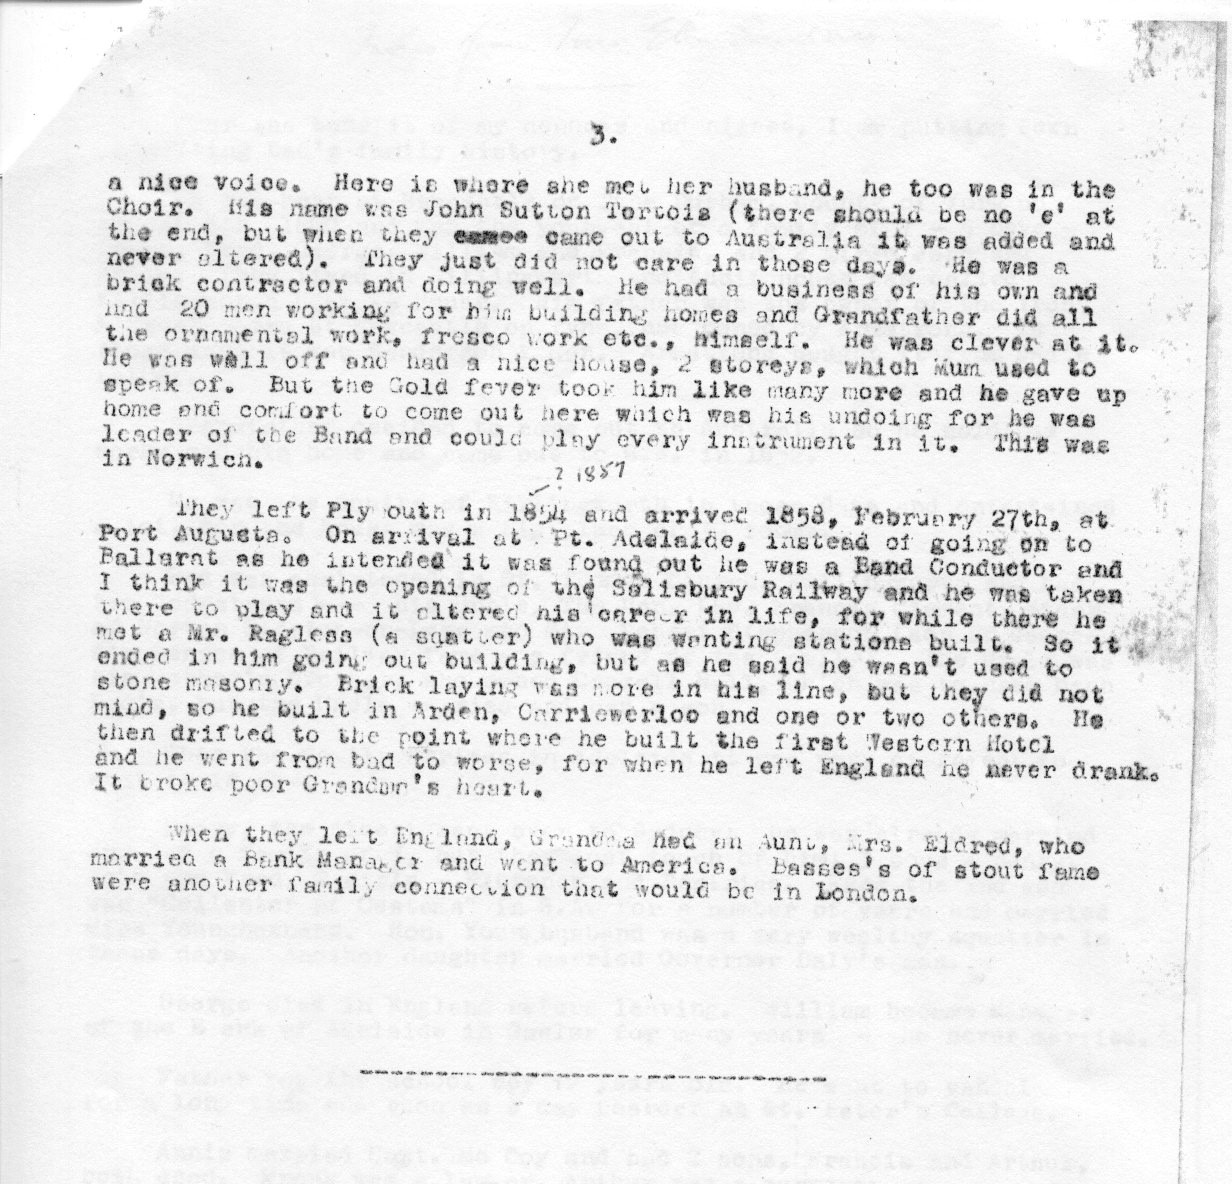 3.
a nice voice. Here is where she met her husband, he too was in the
Choir. His name was John Sutton Tortois (there should be no 'e' at
the end, but when they came out to Australia it was added and
never altered). They just did not care in those days. He was a
brick contractor and doing well. He had a business of his own and
had 20 men working for him building homes and Grandfather did all
the ornamental work, fresco work etc., himself. He was clever at it.
He was well off and had a nice house, 2 storeys, which Mum used to
speak of. But the Gold fever took him like many more and he gave up
home and comfort to come out here which was his undoing for he was
leader of the Band and could play every instrument in it. This was
in Norwich.
? 1857
They left Plymouth in 1854 and arrived 1858, February 27th, at
Port Augusta. On arrival at Pt. Adelaide, instead of going on to
Ballarat as he intended it was found out he was a Band Conductor and
I think it was the opening of the Salisbury Railway and he was taken
there to play and it altered his career in life, for while there he
met a Mr. Ragless (a squatter) who was wanting stations built. So it
ended in him going out building, but as he said he wasn't used to
stone masonry. Brick laying was more in his line, but they did not
mind, so he built in Arden, Carriewerloo and one or two others. He
then drifted to the point where he built the first Western Hotel
and he went from bad to worse, for when he left England he never drank.
It broke poor Grandma's heart.
When they left England, Grandma had an Aunt, Mrs. Eldred, who
married a Bank Manager and went to America. Basses's of stout fame
were another family connection that would be in London.